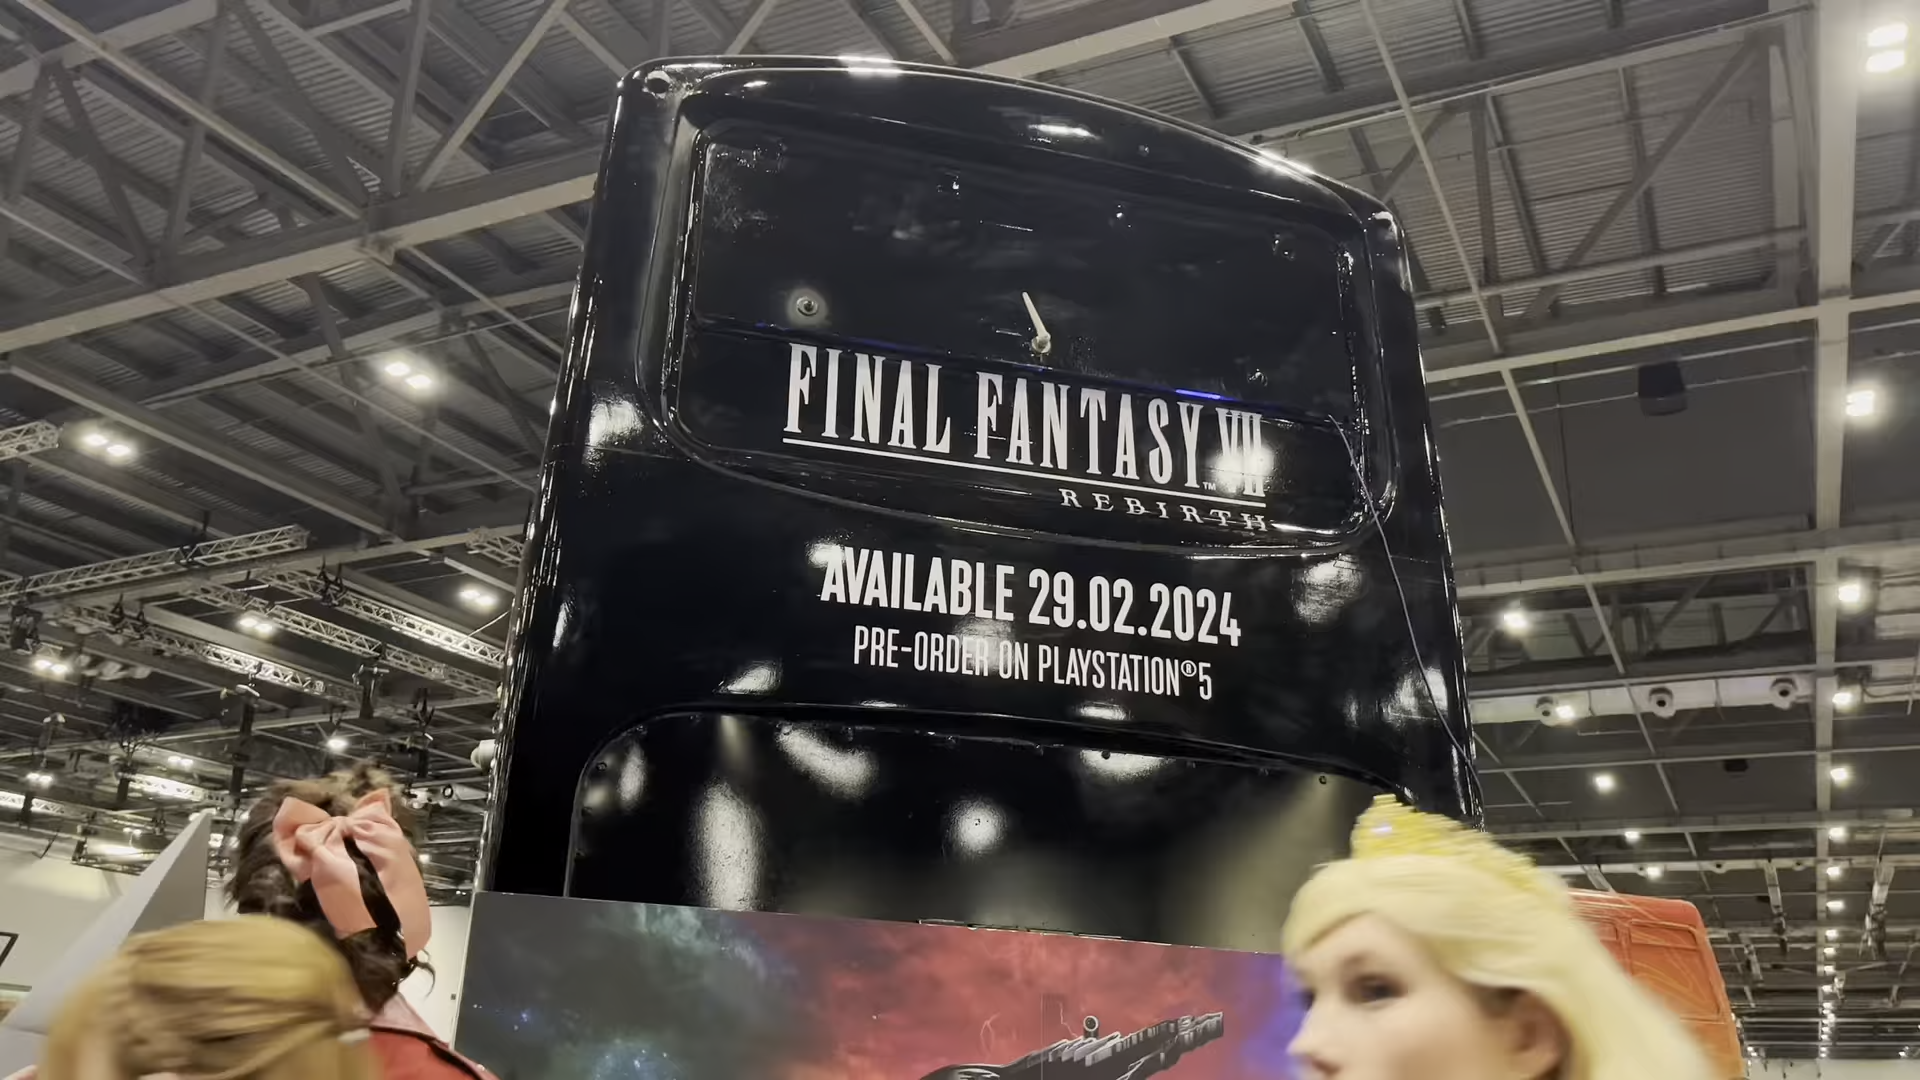 FINAL FANTASY VII
REBIRTH
AVAILABLE 29.02.2024
PRE-ORDER ON PLAYSTATION®5